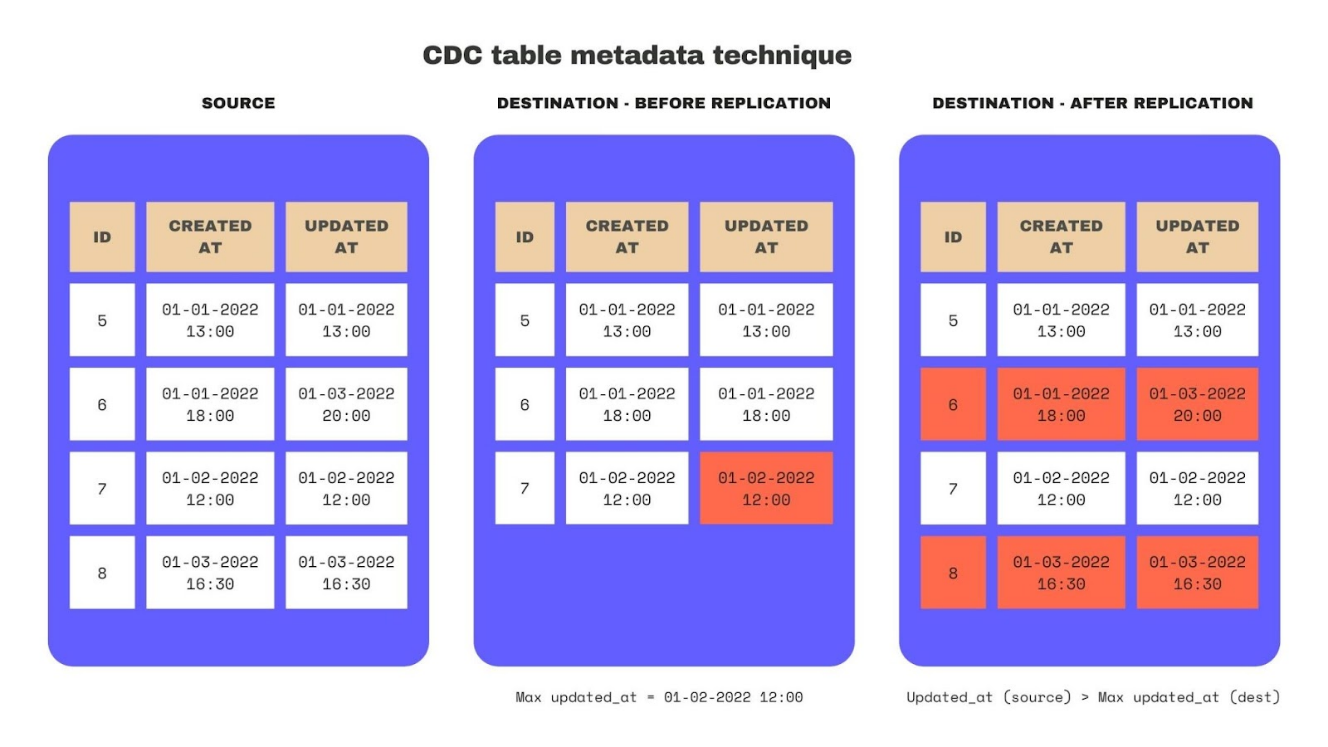 CDC table metadada technique
SOURCE
ID
CREATED
AT
UPDATED
AT
5
01-01-2022
13:00
01-01-2022
13:00
6
01-01-2022
18:00
01-03-2022
20:00
7
01-02-2022
12:00
01-02-2022
12:00
8
01-03-2022
16:30
01-03-2022
16:30
DESTINATION - BEFORE REPLICATION
ID
CREATED
AT
UPDATED
AT
5
01-01-2022
13:00
01-01-2022
13:00
6
01-01-2022
18:00
01-01-2022
18:00
7
01-02-2022
12:00
01-02-2022
12:00
Max updated_at = 01-02-2022 12:00
DESTINATION - AFTER REPLICATION
ID
CREATED
AT
UPDATED
AT
5
01-01-2022
13:00
01-01-2022
13:00
6
01-01-2022
18:00
01-03-2022
20:00
7
01-02-2022
12:00
01-02-2022
12:00
8
01-03-2022
16:30
01-03-2022
16:30
Updated_at (source) > Max updated_at (dest)